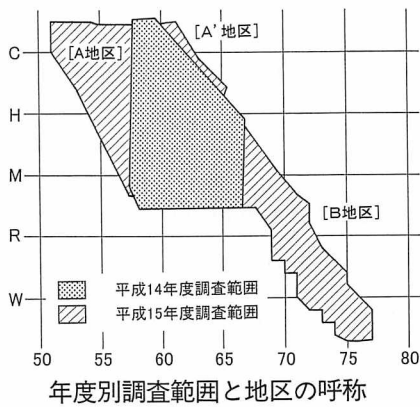 [A'地区]
[A地区]
C
H
M
[B地区]
R
平成14年度調査範囲
平成15年度調査範囲
W
50 55 60 65 70 75 80
年度別調査範囲と地区の呼称